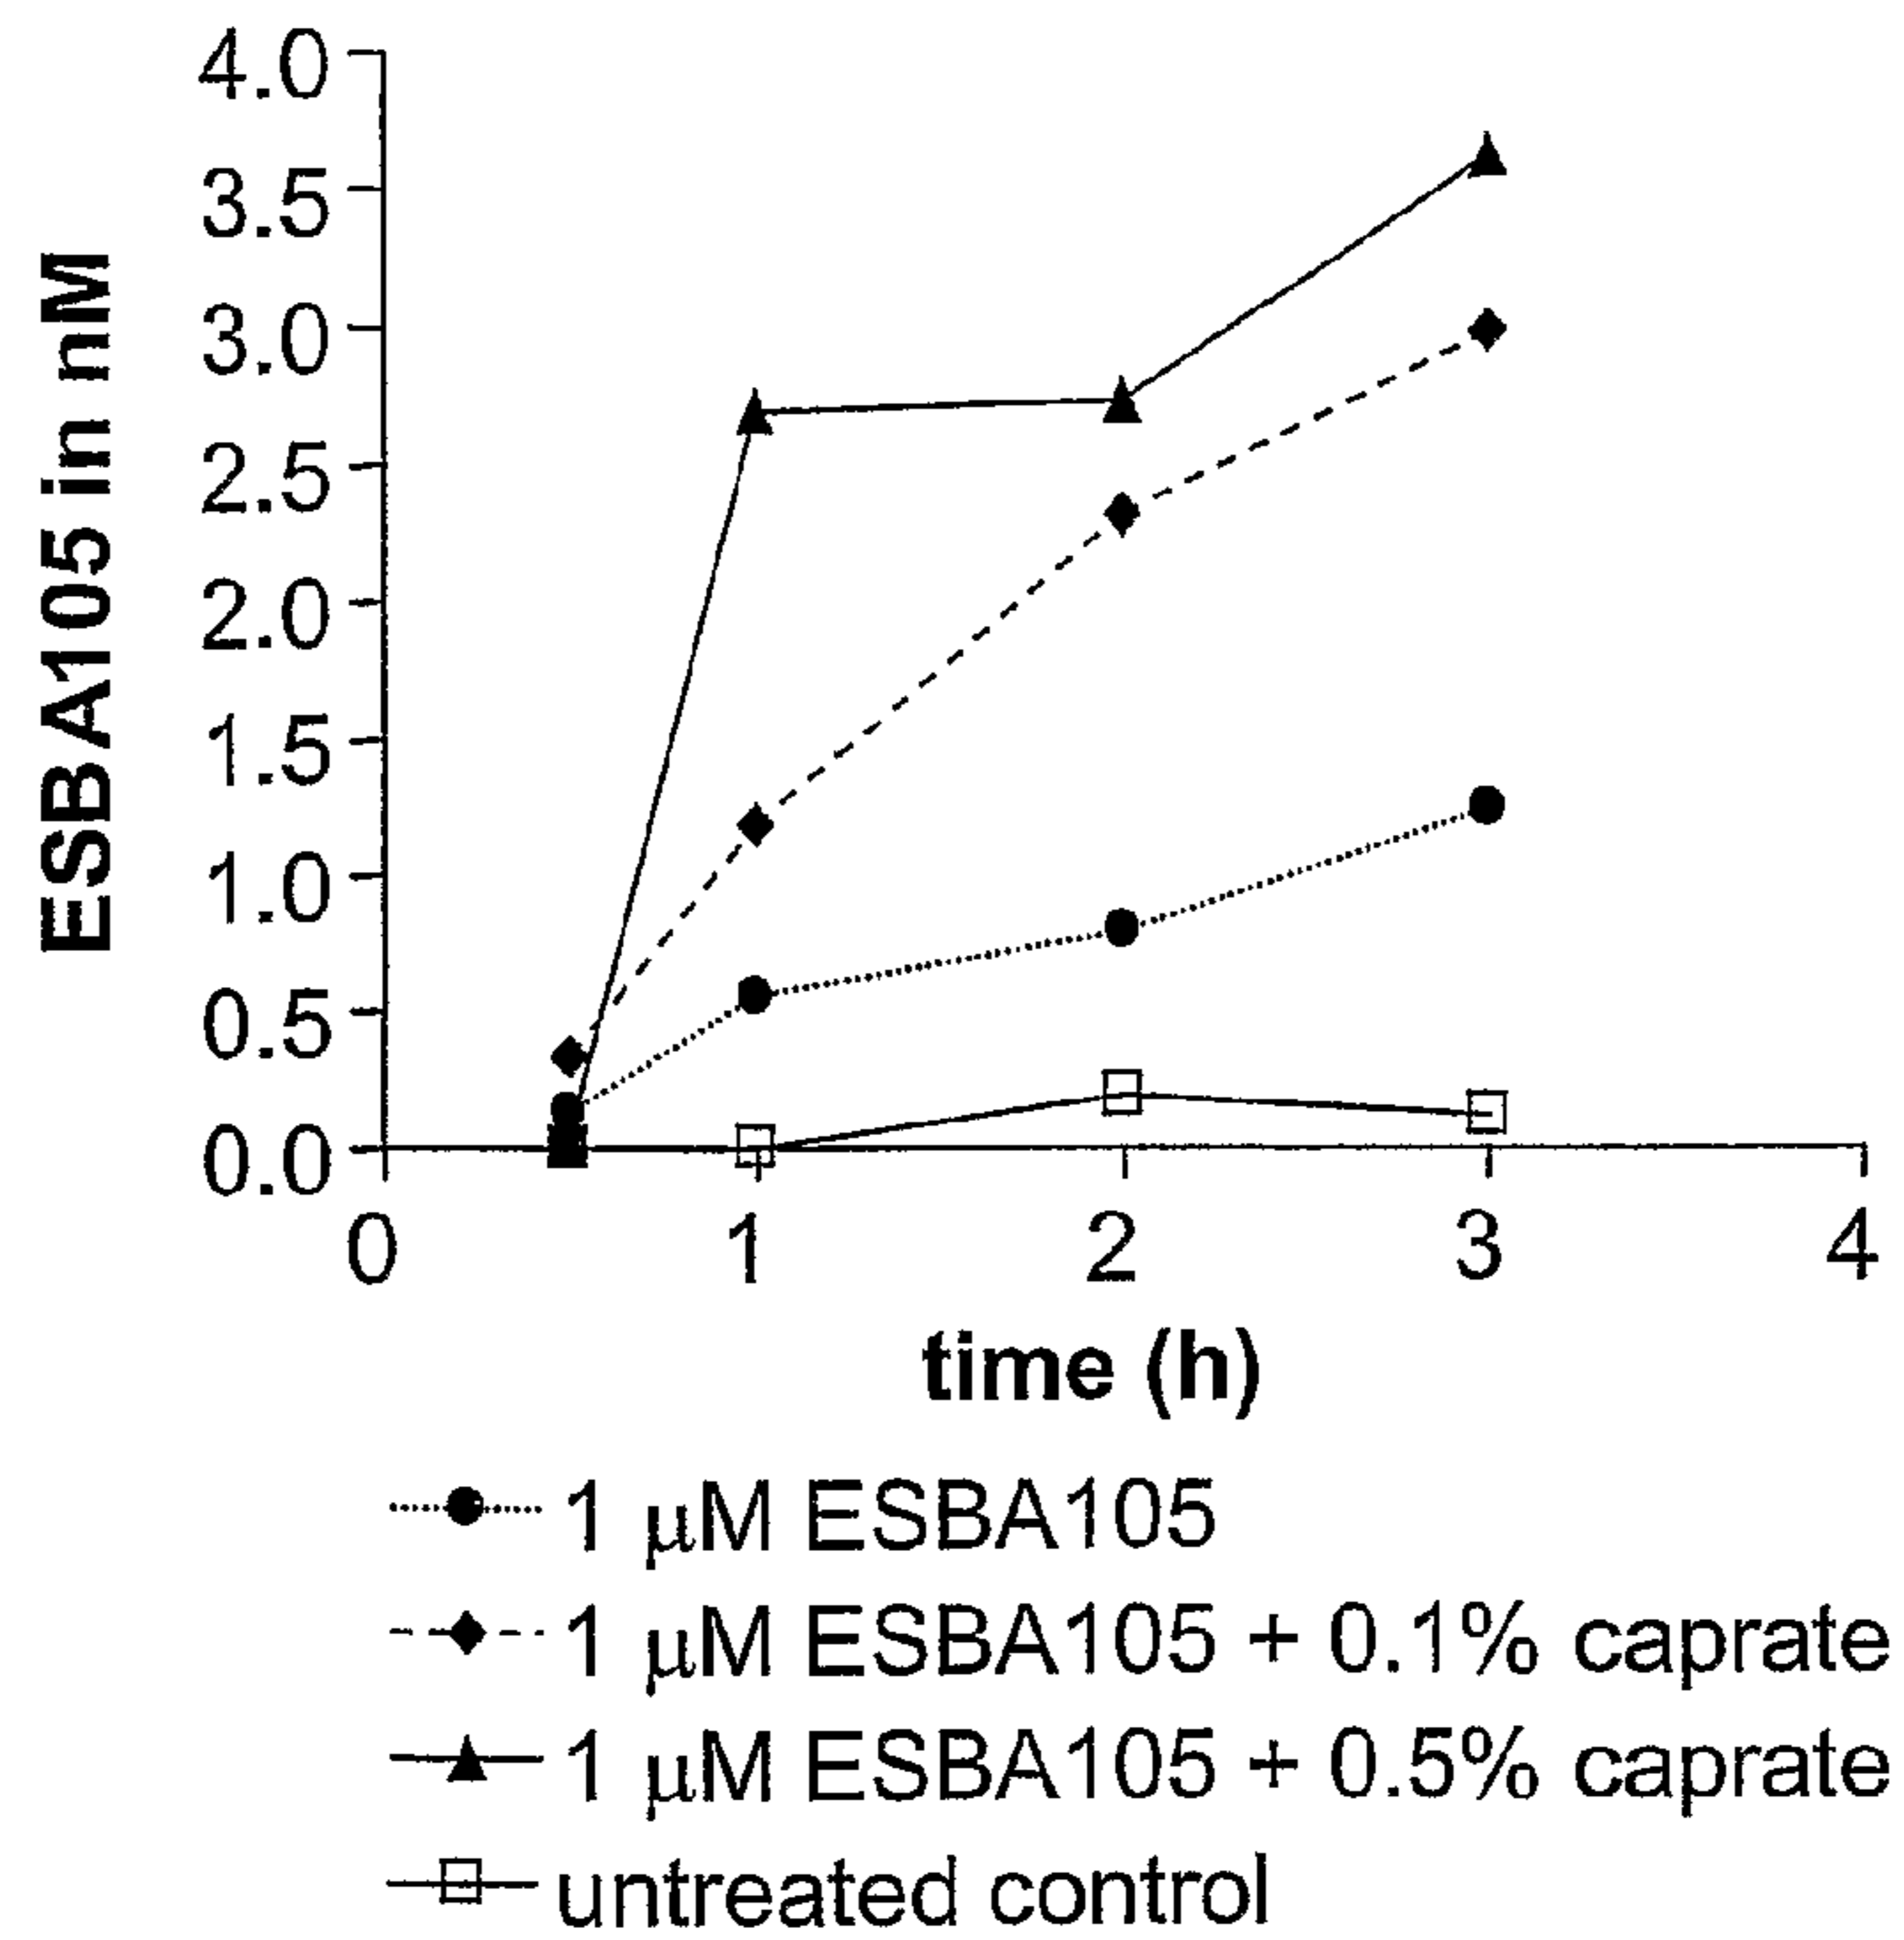 4.0
3.5
3.0
2.5
2.0
1.5
1.0
0.5
0.0
ESBA105 in nM
0 1 2 3 4
time (h)
1 μM ESBA105
1 μM ESBA105 + 0.1% caprate
1 μM ESBA105 + 0.5% caprate
untreated control